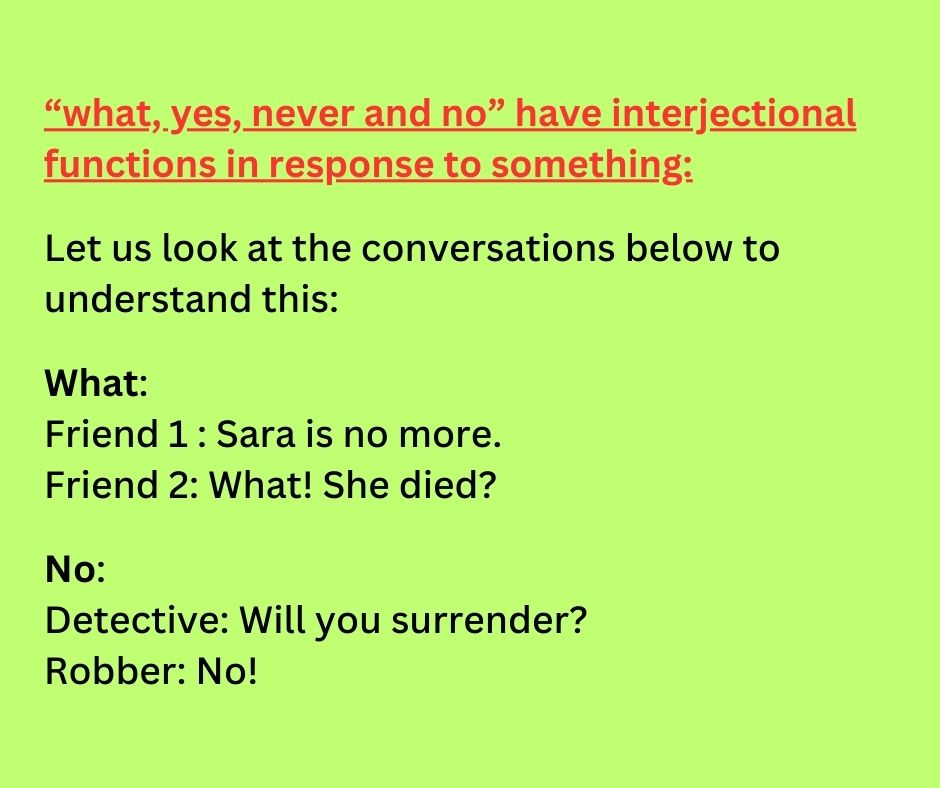 “what, yes, never and no” have interjectional
functions in response to something:
Let us look at the conversations below to
understand this:
What:
Friend 1 : Sara is no more.
Friend 2: What! She died?
No:
Detective: Will you surrender?
Robber: No!